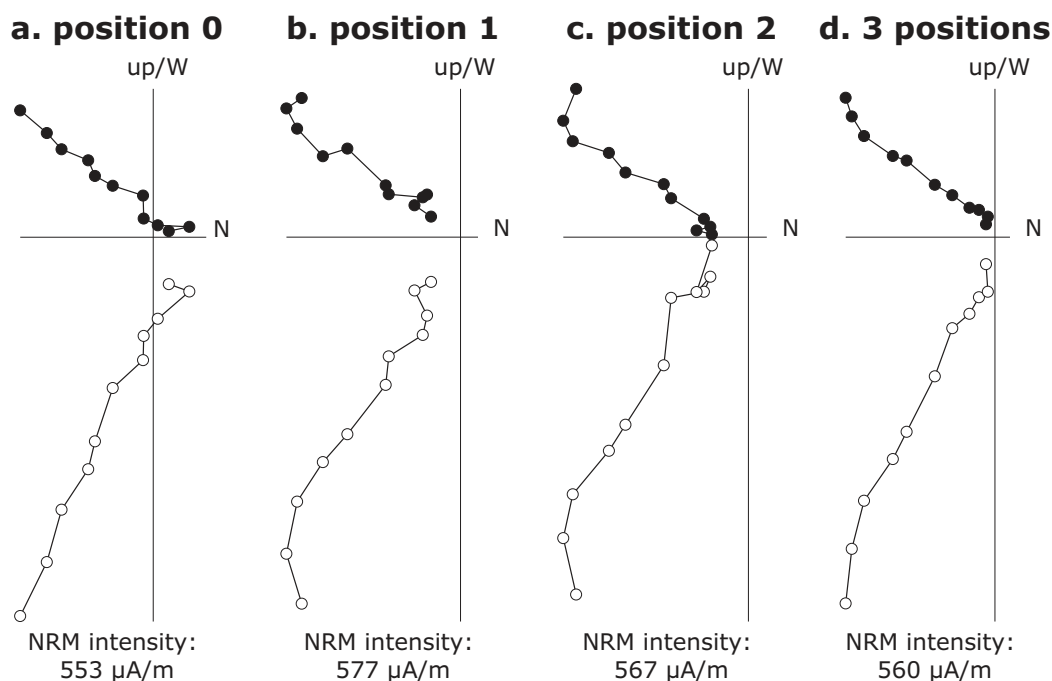 a. position 0
b. position 1
c. position 2
d. 3 positions
up/W
up/W
up/W
up/W
N
N
N
N
NRM intensity:
553 µA/m
NRM intensity:
577 µA/m
NRM intensity:
567 µA/m
NRM intensity:
560 µA/m